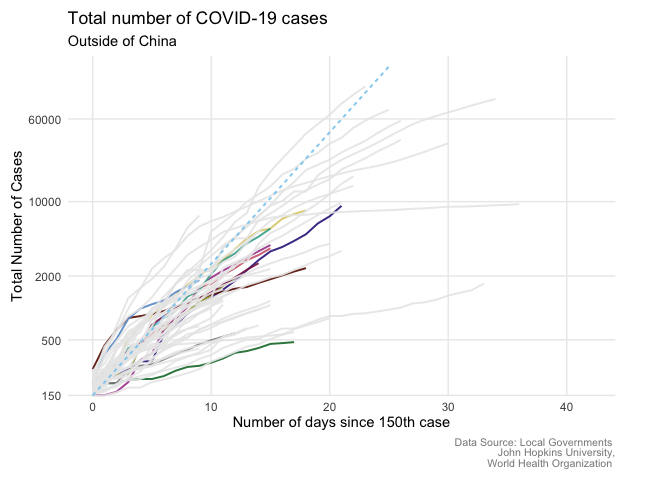 Total number of COVID-19 cases
Outside of China
Total Number of Cases
60000
10000
2000
500
150
0
10
20
30
40
Number of days since 150th case
Data Source: Local Governments
John Hopkins University,
World Health Organization